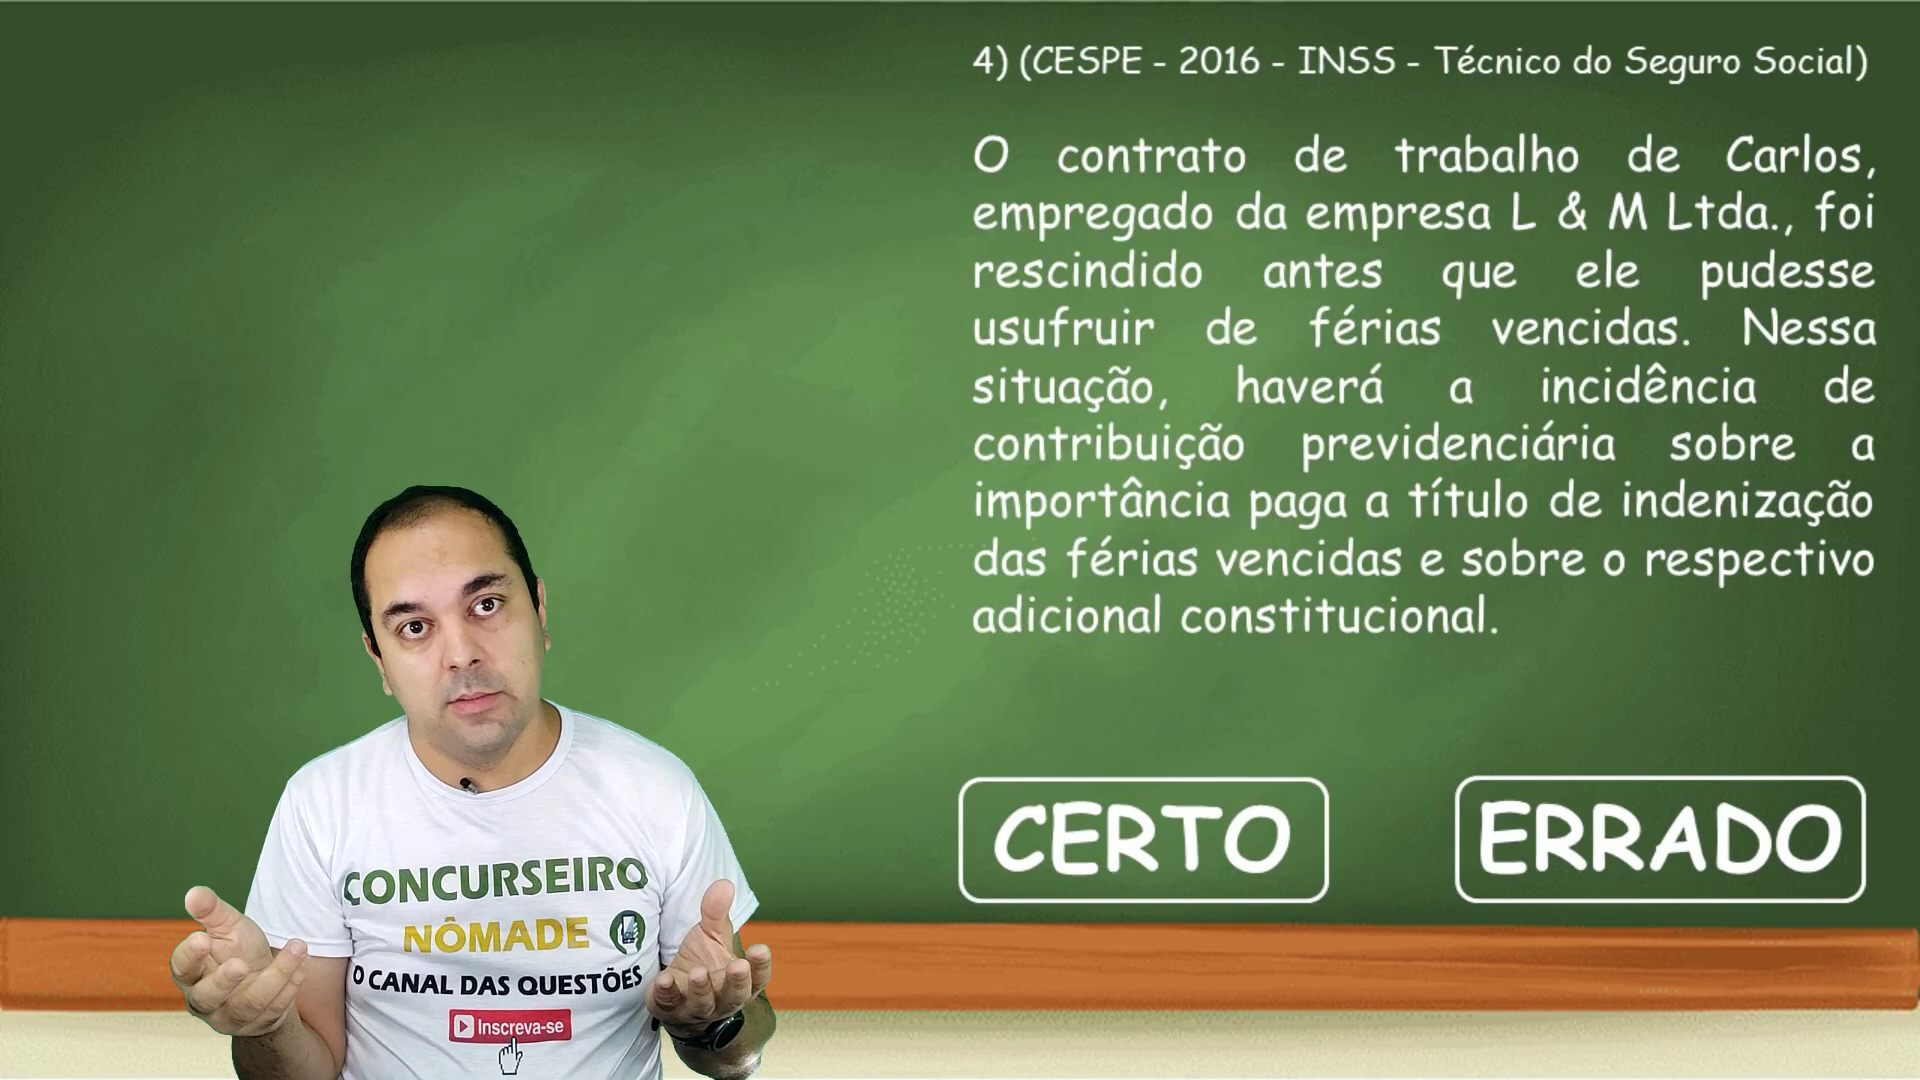 4) (CESPE - 2016 - INSS - Técnico do Seguro Social)
O contrato de trabalho de Carlos,
empregado da empresa L & M Ltda., foi
rescindido antes que ele pudesse
usufruir de férias vencidas. Nessa
situação, haverá a incidência de
contribuição previdenciária sobre a
importância paga a título de indenização
das férias vencidas e sobre o respectivo
adicional constitucional.
CERTO
ERRADO
CONCURSEIRO
NÔMADE
O CANAL DAS QUESTÕES
Inscreva-se